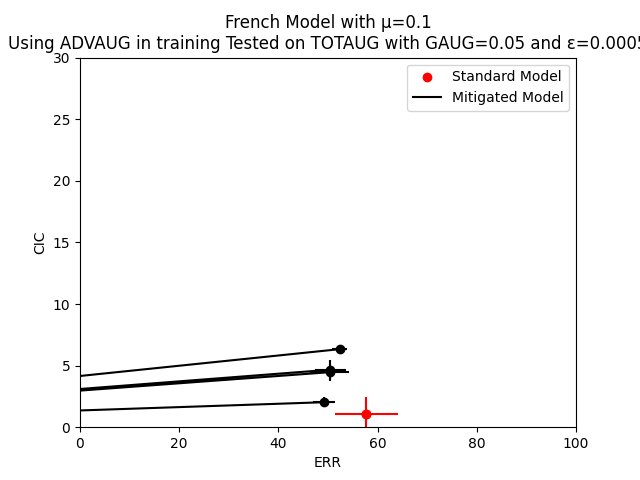 French Model with μ=0.1
Using ADVAUG in training Tested on TOTAUG with GAUG=0.05 and ε=0.0005
30
25
20
15
10
5
0
CIC
Standard Model
Mitigated Model
0 20 40 60 80 100
ERR